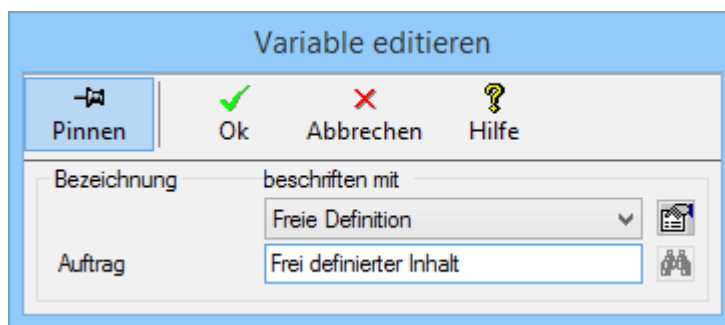 Variable editieren
Pinnen Ok Abbrechen Hilfe
Bezeichnung beschriften mit
Freie Definition
Auftrag Frei definierter Inhalt